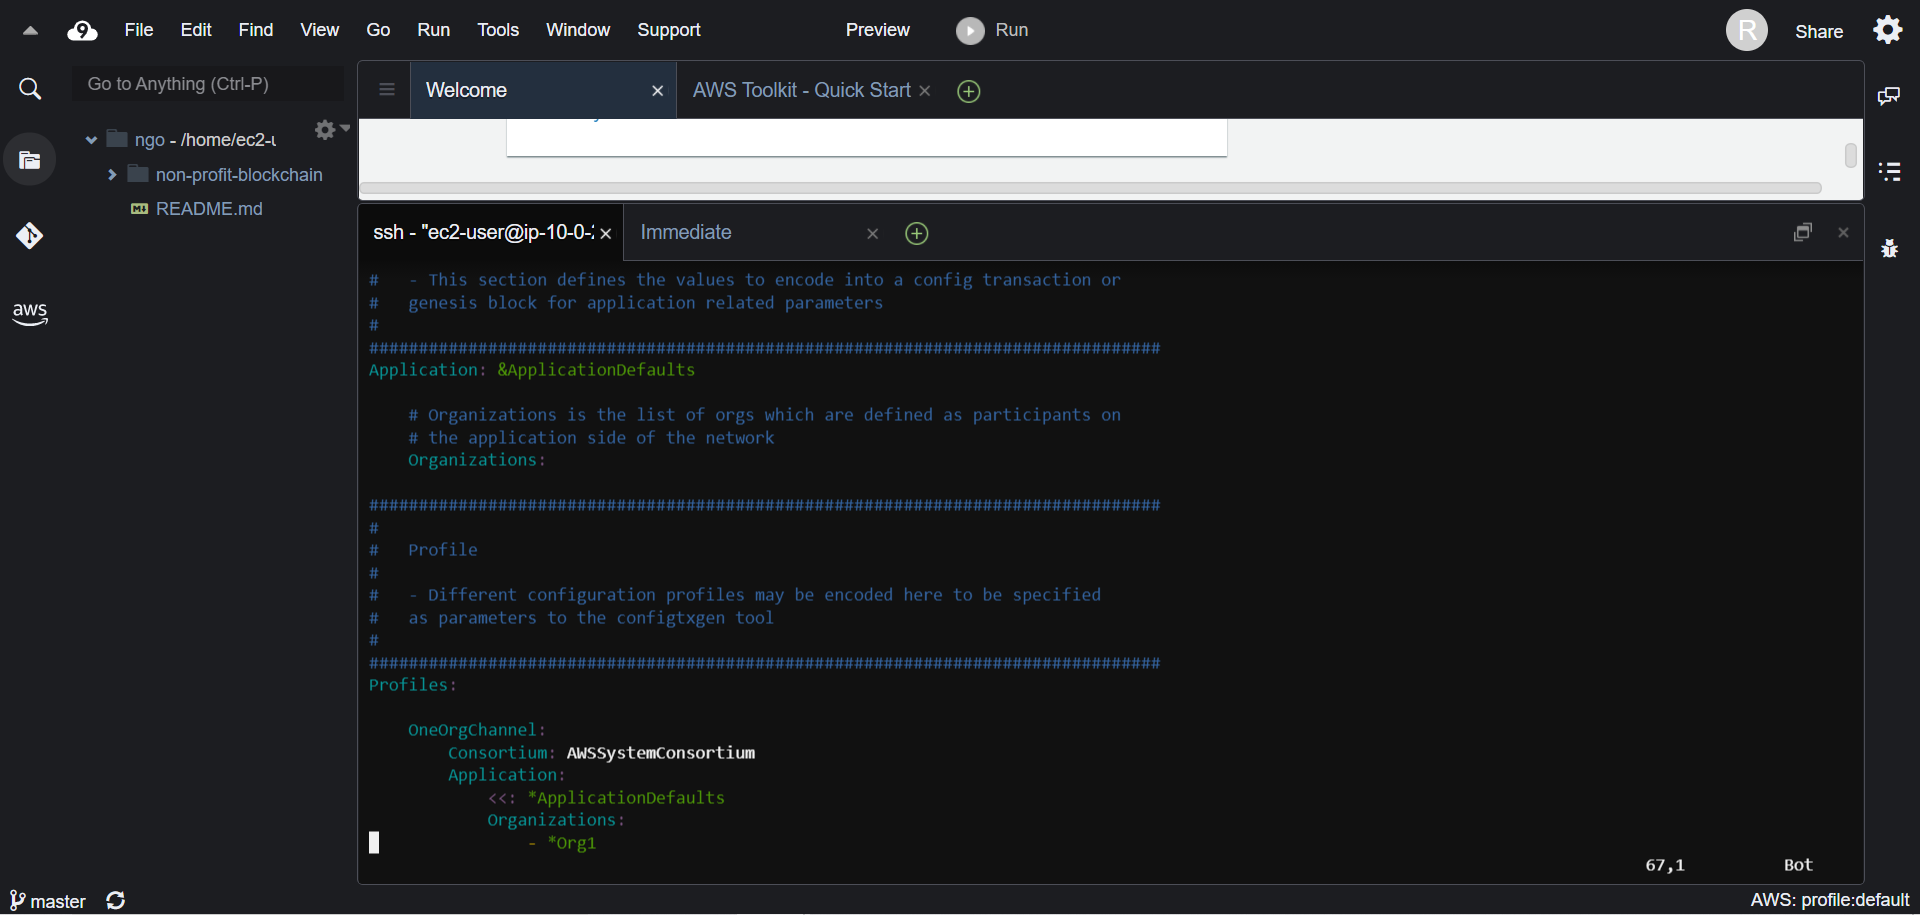 File Edit Find View Go Run Tools Window Support Preview Run R Share
Go to Anything (Ctrl-P)
Welcome
AWS Toolkit - Quick Start
ngo - /home/ec2-u
non-profit-blockchain
README.md
aws
ssh - "ec2-user@ip-10-0-2
Immediate
#   - This section defines the values to encode into a config transaction or
#   genesis block for application related parameters
#
################################################################################
Application: &ApplicationDefaults
    # Organizations is the list of orgs which are defined as participants on
    # the application side of the network
    Organizations:
################################################################################
#
#   Profile
#
#   - Different configuration profiles may be encoded here to be specified
#   as parameters to the configtxgen tool
#
################################################################################
Profiles:
    OneOrgChannel:
        Consortium: AWSSystemConsortium
        Application:
            <<: *ApplicationDefaults
            Organizations:
                - *Org1
67,1 Bot
master
AWS: profile:default